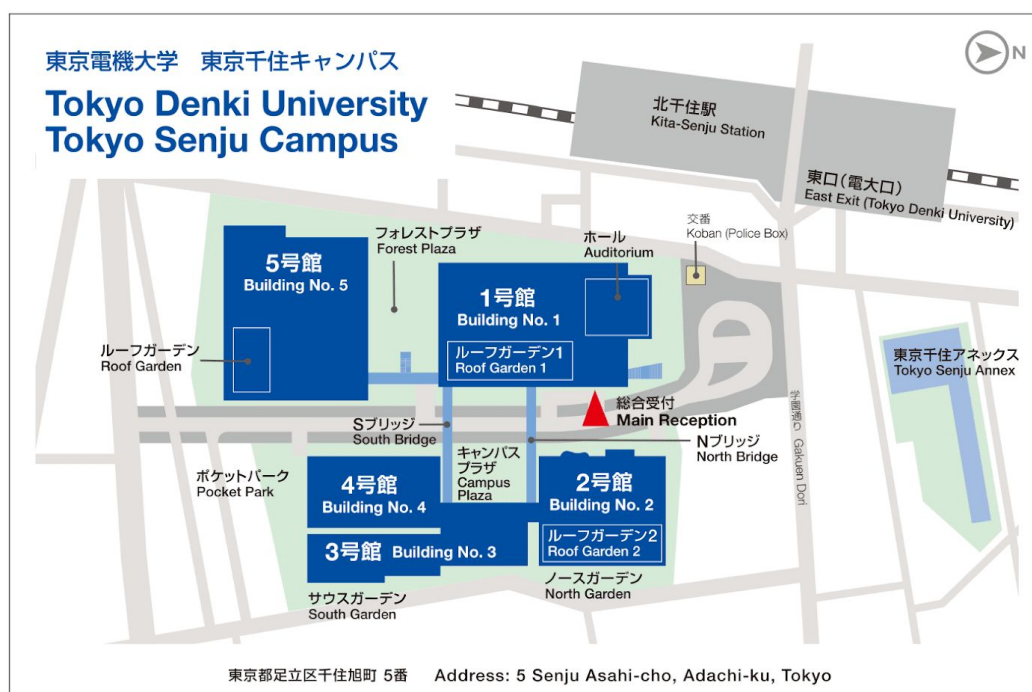 東京電機大学 東京千住キャンパス
Tokyo Denki University
Tokyo Senju Campus
N
北千住駅
Kita-Senju Station
東口(電大口)
East Exit (Tokyo Denki University)
交番
Koban (Police Box)
フォレストプラザ
Forest Plaza
ホール
Auditorium
5号館
Building No. 5
1号館
Building No. 1
ルーフガーデン1
Roof Garden 1
ルーフガーデン
Roof Garden
東京千住アネックス
Tokyo Senju Annex
総合受付
Main Reception
Sブリッジ
South Bridge
Nブリッジ
North Bridge
学園通り Gakuen Dori
キャンパス
プラザ
Campus
Plaza
ポケットパーク
Pocket Park
4号館
Building No. 4
2号館
Building No. 2
ルーフガーデン2
Roof Garden 2
3号館 Building No. 3
サウスガーデン
South Garden
ノースガーデン
North Garden
東京都足立区千住旭町 5番 Address: 5 Senju Asahi-cho, Adachi-ku, Tokyo